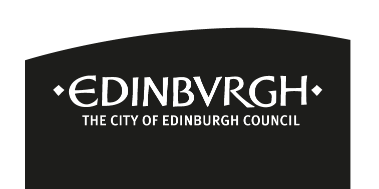 ◆EDINBVRGH◆
THE CITY OF EDINBURGH COUNCIL